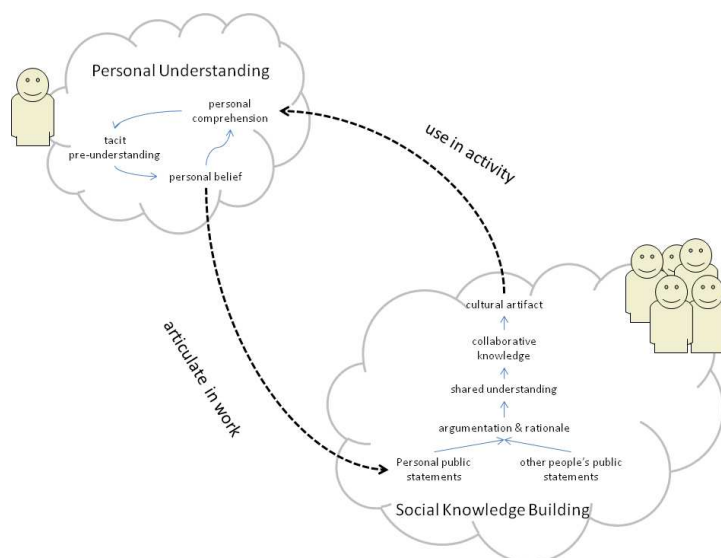 Personal Understanding
personal
comprehension
tacit
pre-understanding
personal belief
use in activity
articulate in work
cultural artifact
collaborative
knowledge
shared understanding
argumentation & rationale
Personal public
statements
other people's public
statements
Social Knowledge Building